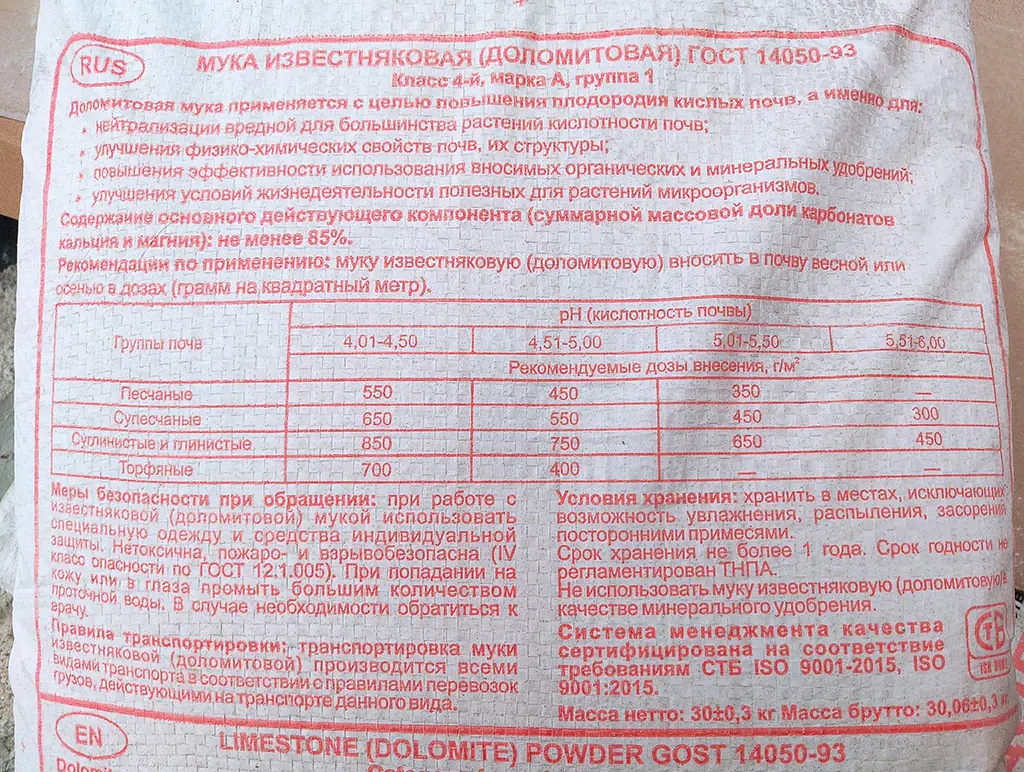 RUS
МУКА ИЗВЕСТНЯКОВАЯ (ДОЛОМИТОВАЯ) ГОСТ 14050-93
Класс 4-й, марка А, группа 1
Доломитовая мука применяется с целью повышения плодородия кислых почв, а именно для:
• нейтрализации вредной для большинства растений кислотности почв;
• улучшения физико-химических свойств почв, их структуры;
• повышения эффективности использования вносимых органических и минеральных удобрений;
• улучшения условий жизнедеятельности полезных для растений микроорганизмов.
Содержание основного действующего компонента (суммарной массовой доли карбонатов
кальция и магния): не менее 85%.
Рекомендации по применению: муку известняковую (доломитовую) вносить в почву весной или
осенью в дозах (грамм на квадратный метр).
Группы почв
pH (кислотность почвы)
4,01-4,50 4,51-5,00 5,01-5,50 5,51-6,00
Рекомендуемые дозы внесения, г/м²
Песчаные 550 450 350 —
Супесчаные 650 550 450 300
Суглинистые и глинистые 850 750 650 450
Торфяные 700 400 — —
Меры безопасности при обращении: при работе с
известняковой (доломитовой) мукой использовать
специальную одежду и средства индивидуальной
защиты. Нетоксична, пожаро- и взрывобезопасна (IV
класс опасности по ГОСТ 12.1.005). При попадании на
кожу или в глаза промыть большим количеством
проточной воды. В случае необходимости обратиться к
врачу.
Правила транспортировки: транспортировка муки
известняковой (доломитовой) производится всеми
видами транспорта в соответствии с правилами перевозок
грузов, действующими на транспорте данного вида.
Условия хранения: хранить в местах, исключающих
возможность увлажнения, распыления, засорения
посторонними примесями.
Срок хранения не более 1 года. Срок годности не
регламентирован ТНПА.
Не использовать муку известняковую (доломитовую) в
качестве минерального удобрения.
Система менеджмента качества
сертифицирована на соответствие
требованиям СТБ ISO 9001-2015, ISO
9001:2015.
СТБ
ISO 9001
Масса нетто: 30±0,3 кг Масса брутто: 30,06±0,3 кг
EN
LIMESTONE (DOLOMITE) POWDER GOST 14050-93